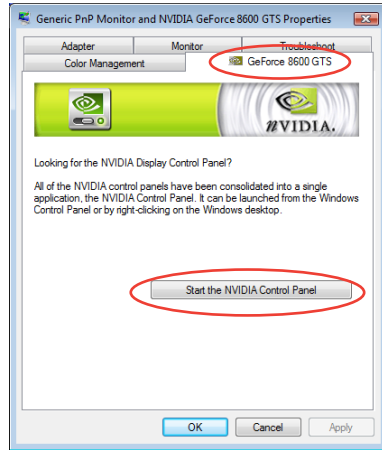 Generic PnP Monitor and NVIDIA GeForce 8600 GTS Properties
Adapter
Monitor
Troubleshoot
Color Management
GeForce 8600 GTS
NVIDIA.
Looking for the NVIDIA Display Control Panel?
All of the NVIDIA control panels have been consolidated into a single
application, the NVIDIA Control Panel. It can be launched from the Windows
Control Panel or by right-clicking on the Windows desktop.
Start the NVIDIA Control Panel
OK
Cancel
Apply